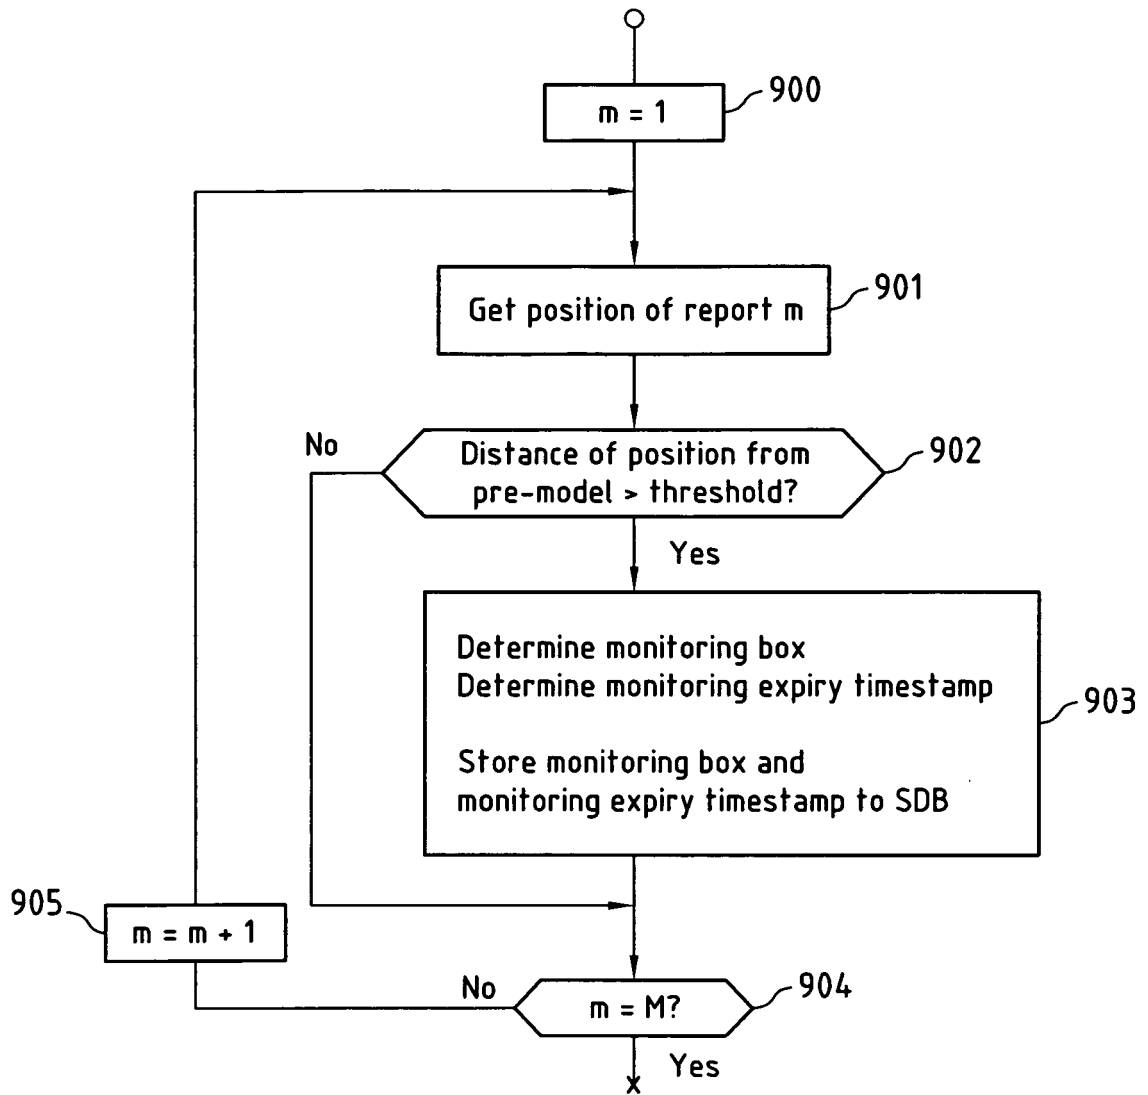 m = 1
900
Get position of report m
901
No
Distance of position from
pre-model > threshold?
902
Yes
Determine monitoring box
Determine monitoring expiry timestamp
Store monitoring box and
monitoring expiry timestamp to SDB
903
905
m = m + 1
No
m = M?
904
Yes
x